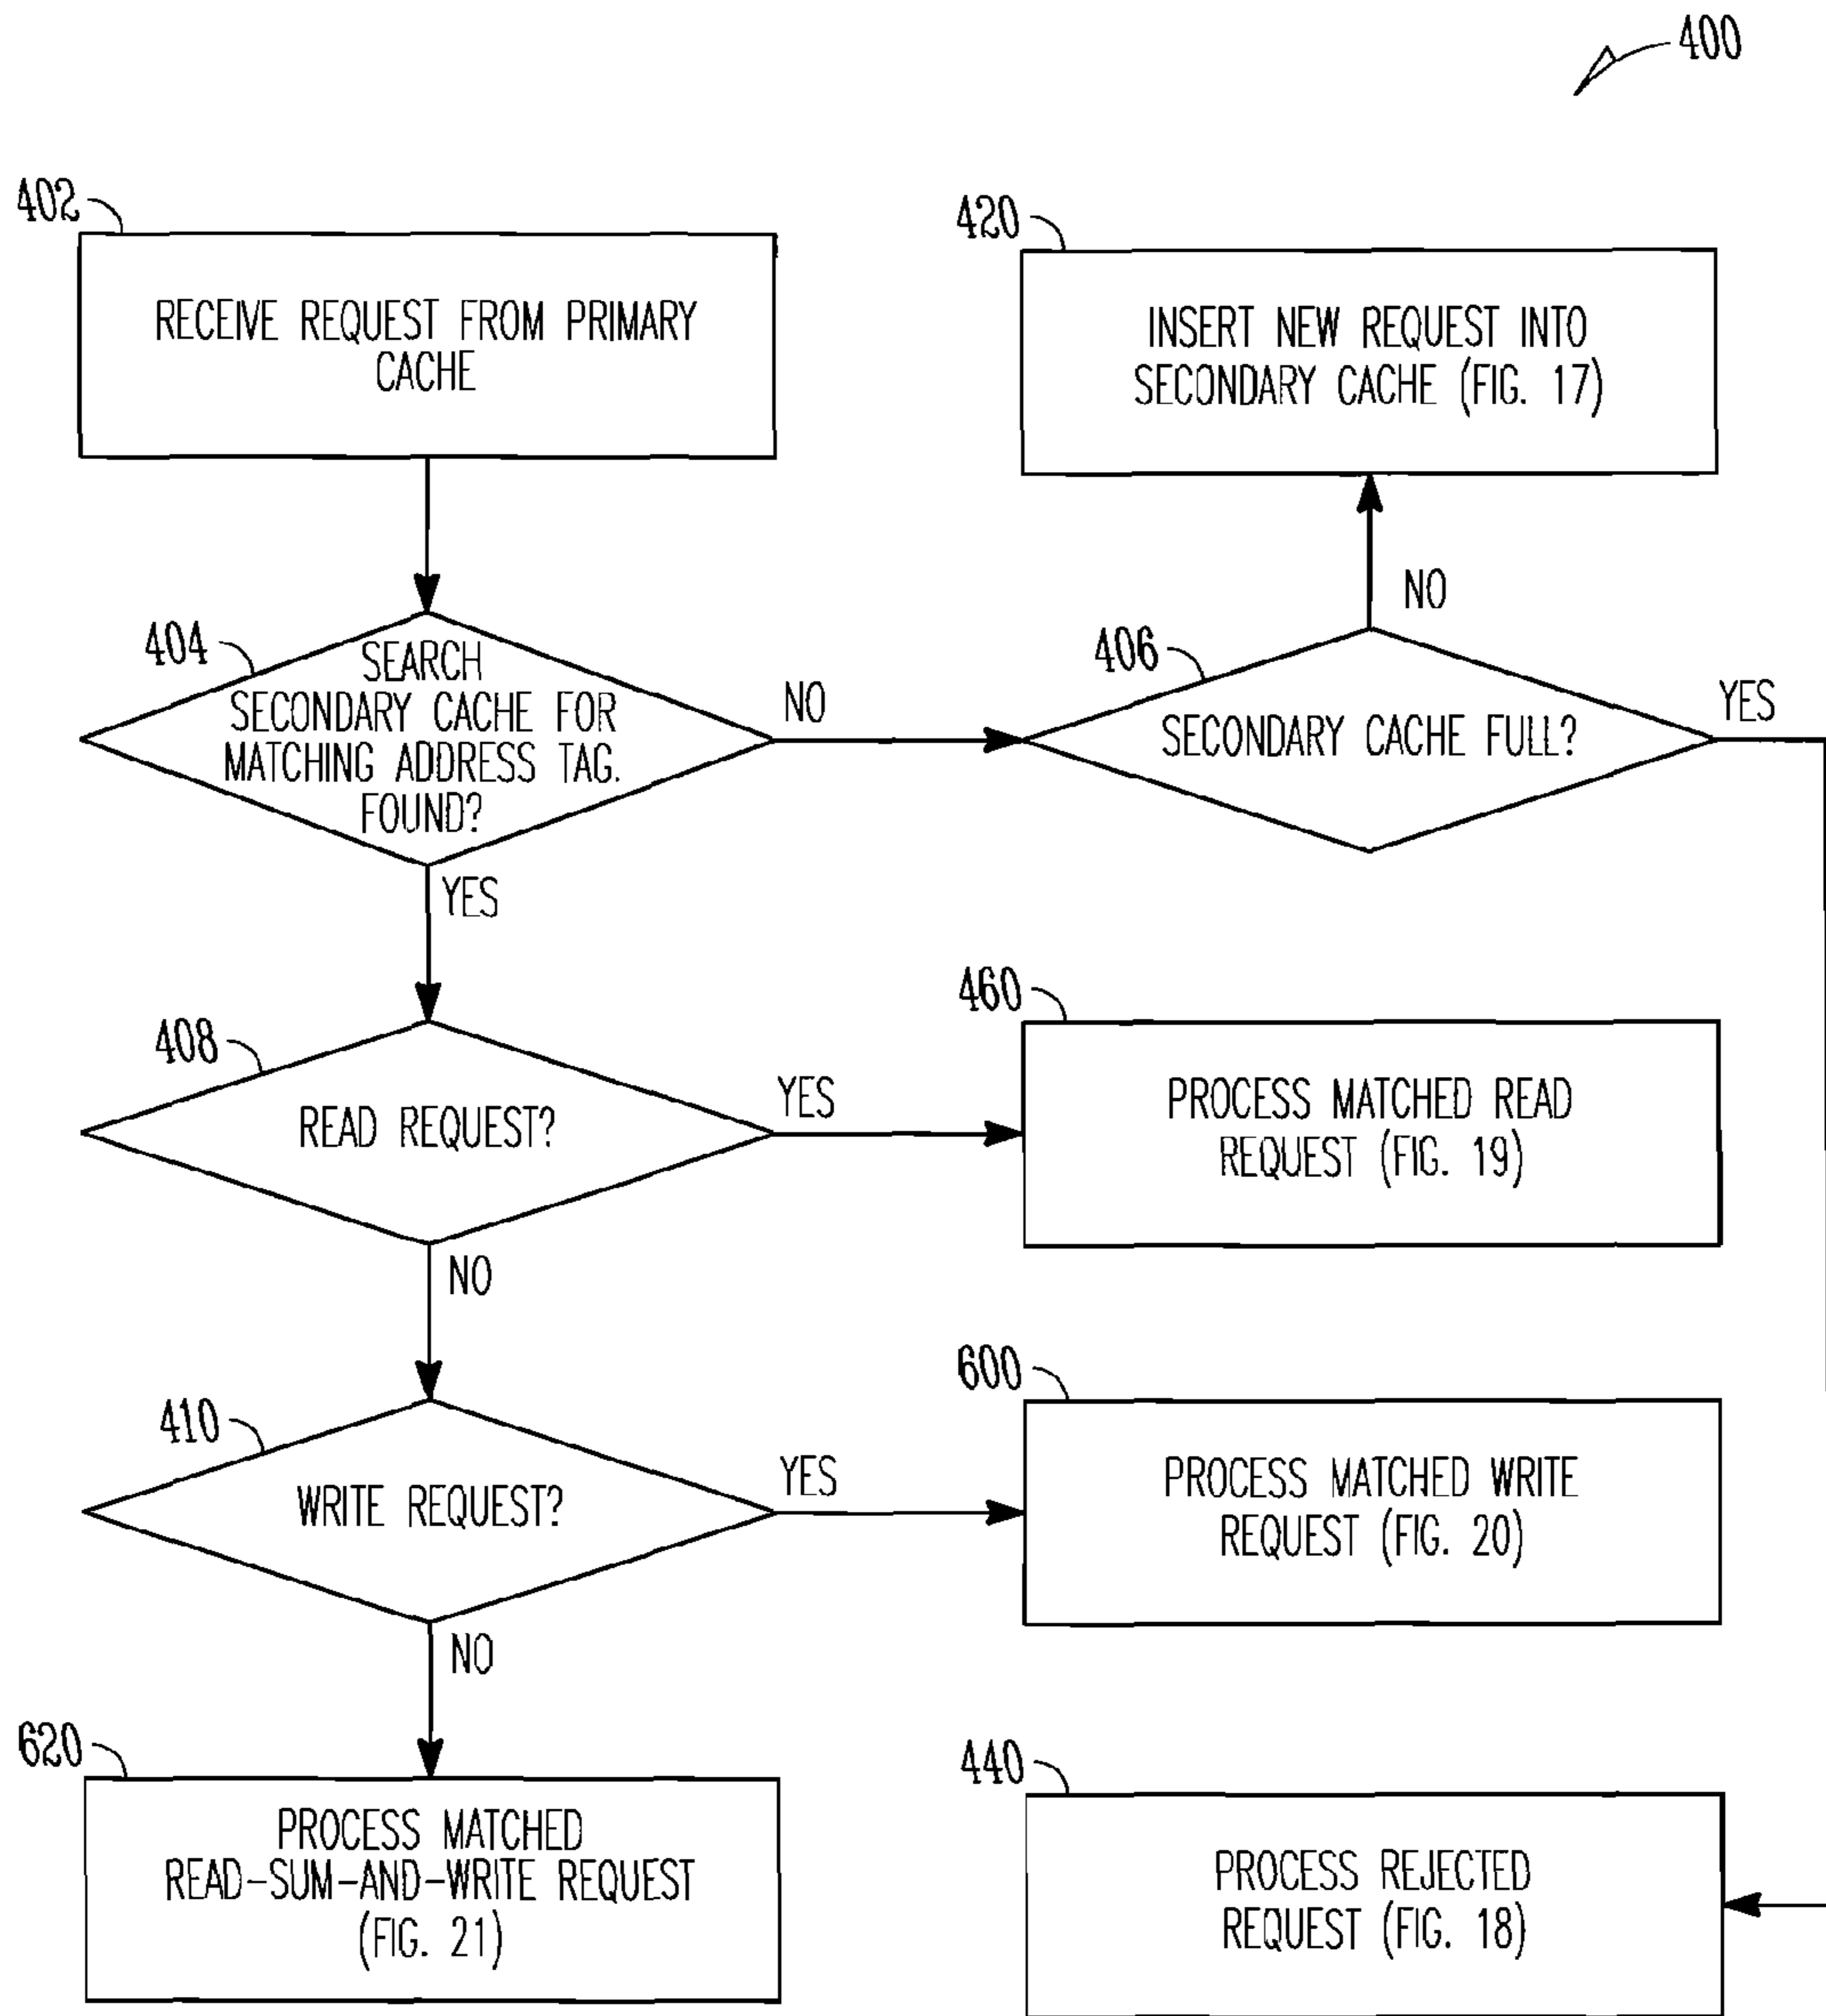 400
402
RECEIVE REQUEST FROM PRIMARY
CACHE
420
INSERT NEW REQUEST INTO
SECONDARY CACHE (FIG. 17)
404
SEARCH
SECONDARY CACHE FOR
MATCHING ADDRESS TAG.
FOUND?
NO
YES
406
SECONDARY CACHE FULL?
NO
YES
408
READ REQUEST?
YES
NO
460
PROCESS MATCHED READ
REQUEST (FIG. 19)
410
WRITE REQUEST?
YES
NO
600
PROCESS MATCHED WRITE
REQUEST (FIG. 20)
620
PROCESS MATCHED
READ-SUM-AND-WRITE REQUEST
(FIG. 21)
440
PROCESS REJECTED
REQUEST (FIG. 18)